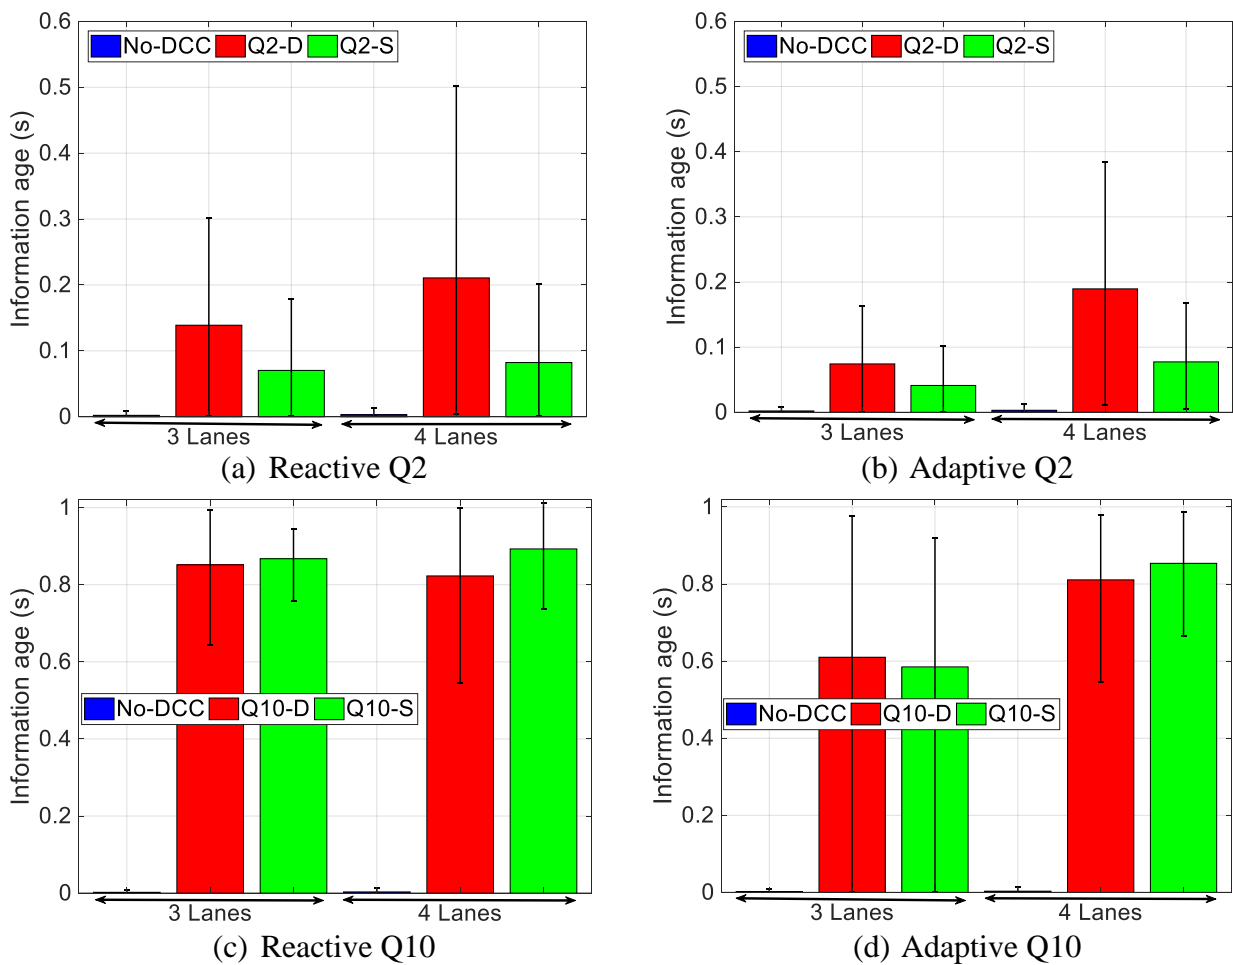 0.6
No-DCC Q2-D Q2-S
0.5
0.4
0.3
0.2
0.1
0
Information age (s)
3 Lanes 4 Lanes
(a) Reactive Q2
0.6
No-DCC Q2-D Q2-S
0.5
0.4
0.3
0.2
0.1
0
Information age (s)
3 Lanes 4 Lanes
(b) Adaptive Q2
1
0.8
0.6
No-DCC Q10-D Q10-S
0.4
0.2
0
Information age (s)
3 Lanes 4 Lanes
(c) Reactive Q10
1
0.8
0.6
No-DCC Q10-D Q10-S
0.4
0.2
0
Information age (s)
3 Lanes 4 Lanes
(d) Adaptive Q10